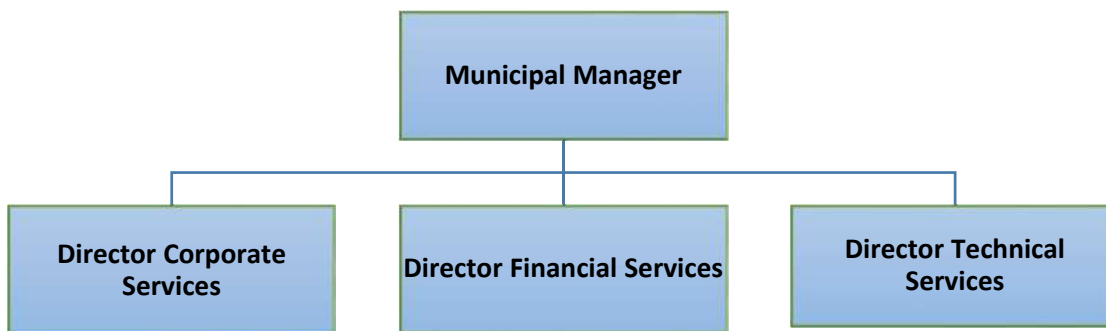 Municipal Manager
Director Corporate
Services
Director Financial Services
Director Technical
Services